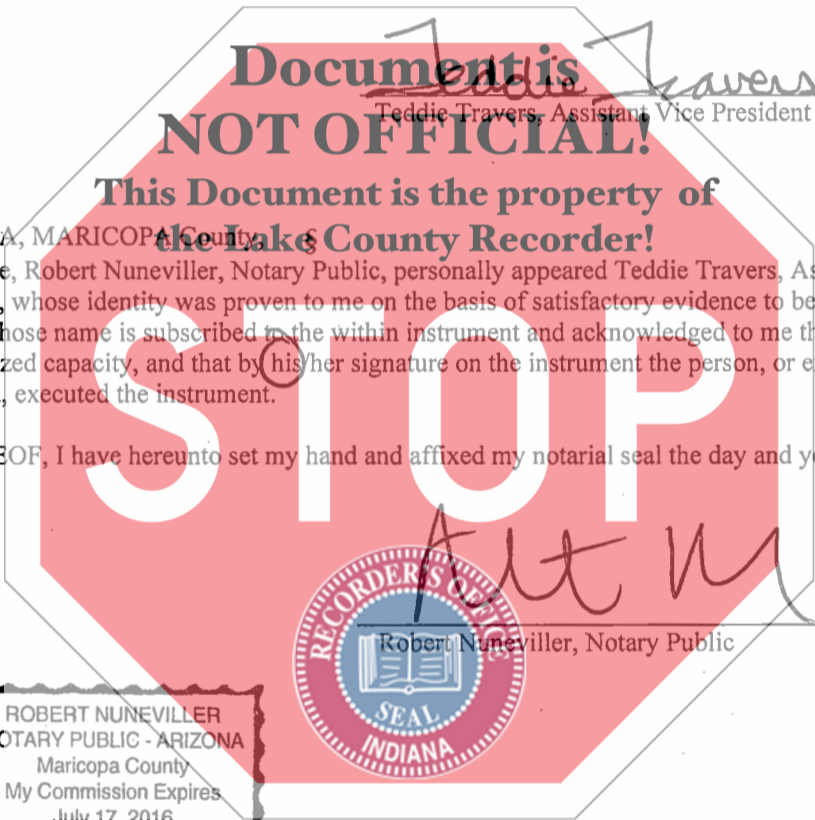 Document is
Teddie Travers
Teddie Travers, Assistant Vice President
NOT OFFICIAL!
This Document is the property of
the Lake County Recorder!
A, MARICOPA County, §
e, Robert Nuneviller, Notary Public, personally appeared Teddie Travers, As
, whose identity was proven to me on the basis of satisfactory evidence to be
hose name is subscribed to the within instrument and acknowledged to me th
zed capacity, and that by his/her signature on the instrument the person, or e
, executed the instrument.
EOF, I have hereunto set my hand and affixed my notarial seal the day and ye
STOP
Robert Nuneviller, Notary Public
RECORDER'S OFFICE
SEAL
INDIANA
ROBERT NUNEVILLER
OTARY PUBLIC - ARIZONA
Maricopa County
My Commission Expires
July 17, 2016